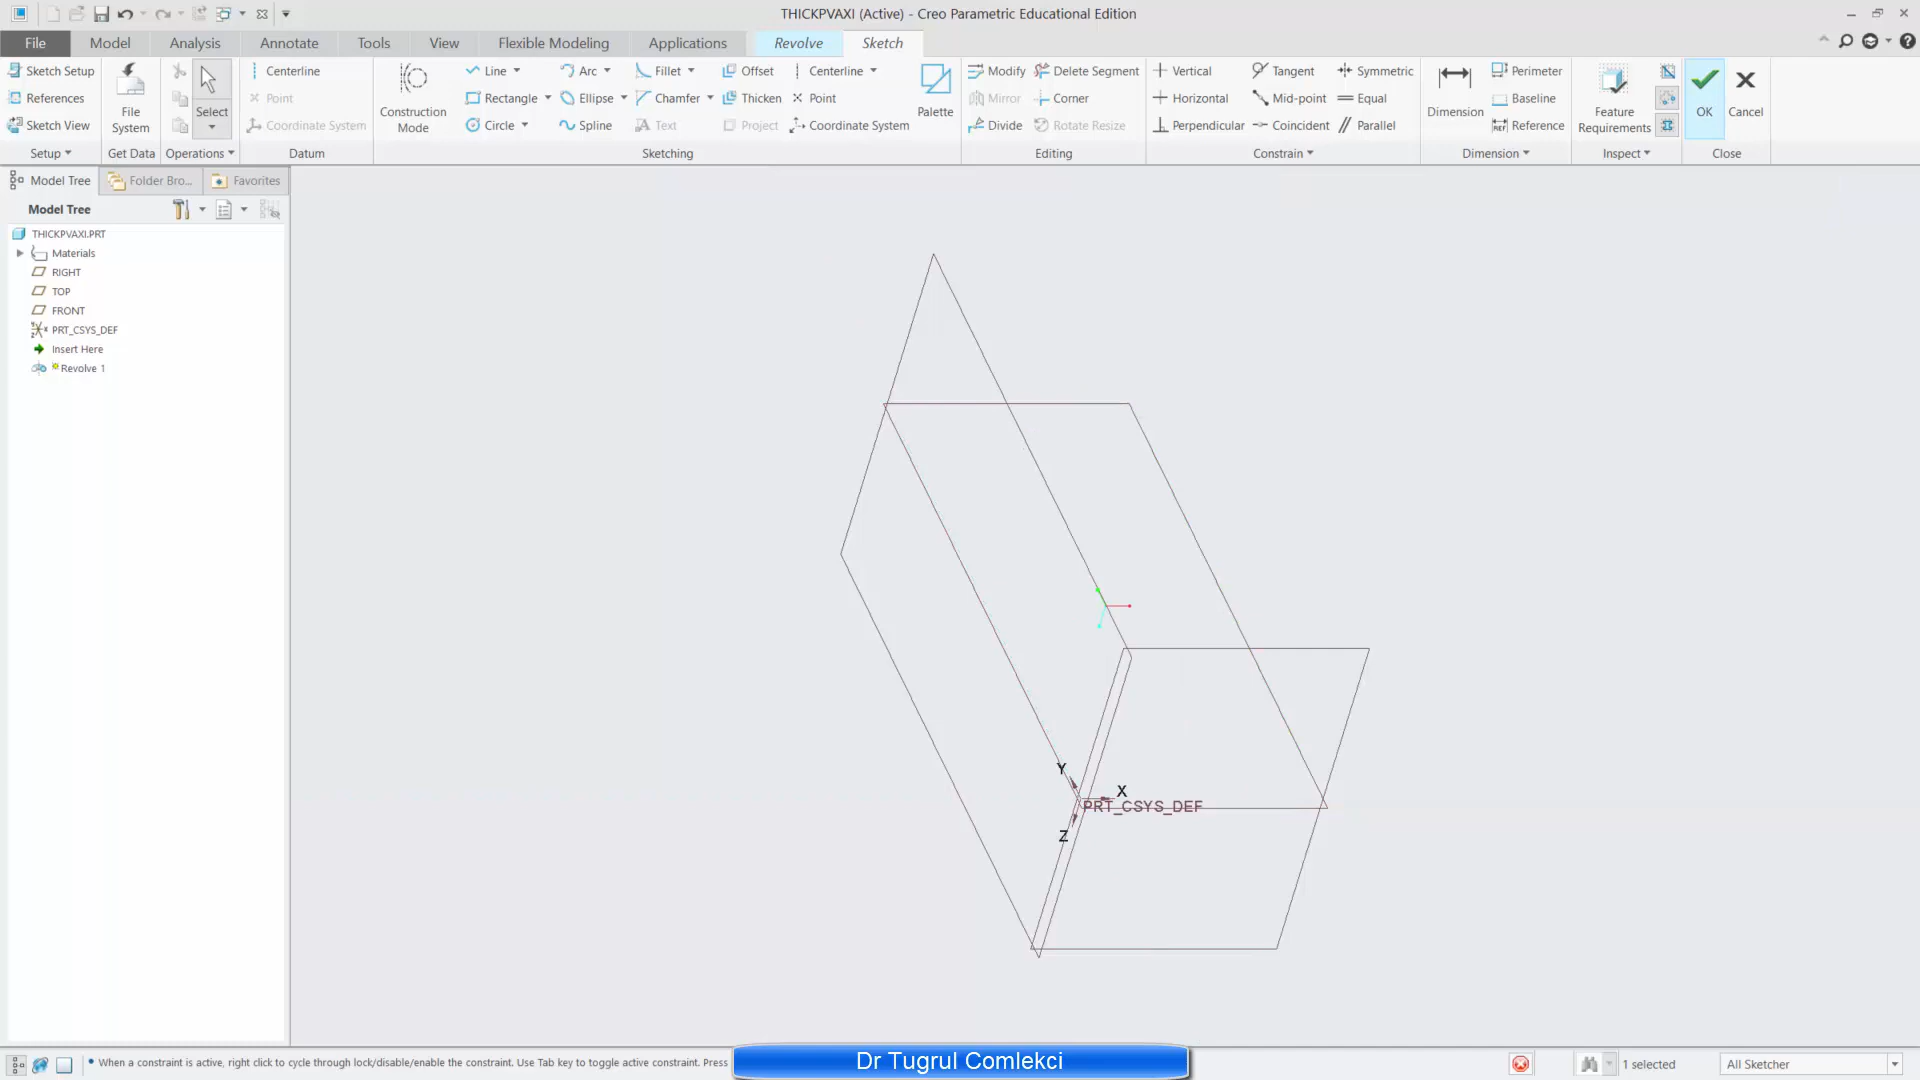 THICKPVAXI (Active) - Creo Parametric Educational Edition
File Model Analysis Annotate Tools View Flexible Modeling Applications Revolve Sketch
Sketch Setup
References
Sketch View
Setup
File
System
Get Data
Select
Operations
Centerline
Point
Coordinate System
Datum
Construction
Mode
Line Arc Fillet Offset Centerline
Rectangle Ellipse Chamfer Thicken Point
Circle Spline Text Project Coordinate System
Palette
Sketching
Modify Delete Segment
Mirror Corner
Divide Rotate Resize
Editing
Vertical Tangent Symmetric
Horizontal Mid-point Equal
Perpendicular Coincident Parallel
Constrain
Dimension
Perimeter
Baseline
REF Reference
Dimension
Feature
Requirements
Inspect
OK
Cancel
Close
Model Tree Folder Bro... Favorites
Model Tree
THICKPVAXI.PRT
Materials
RIGHT
TOP
FRONT
PRT_CSYS_DEF
Insert Here
Revolve 1
Y
X
PRT_CSYS_DEF
Z
When a constraint is active, right click to cycle through lock/disable/enable the constraint. Use Tab key to toggle active constraint. Press
Dr Tugrul Comlekci
1 selected
All Sketcher